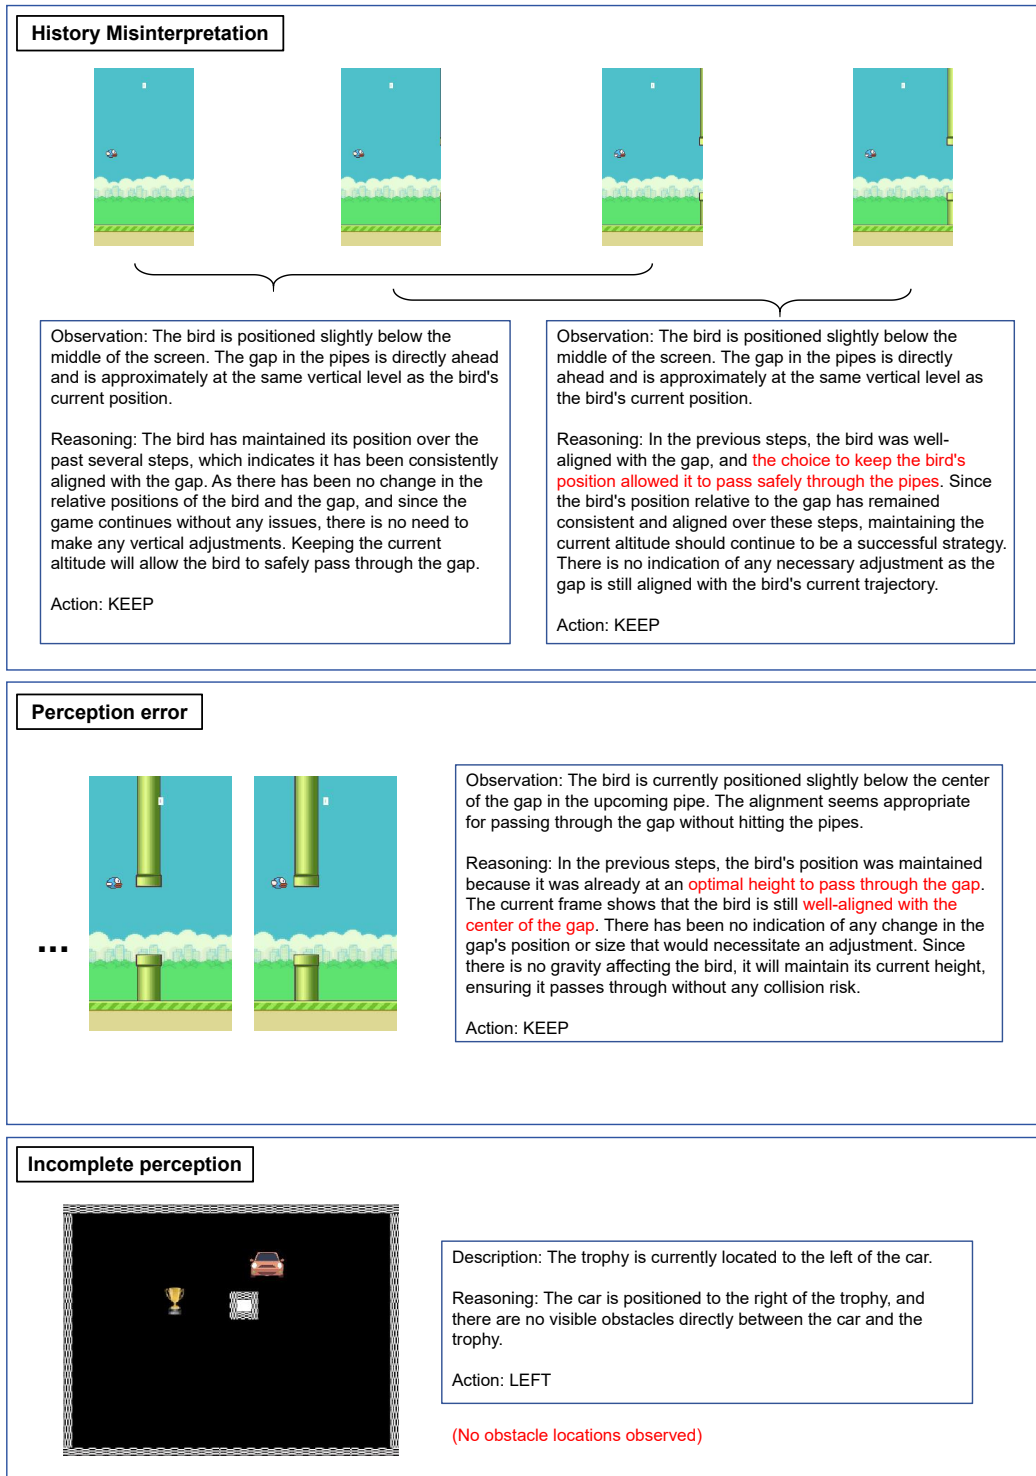 History Misinterpretation
Observation: The bird is positioned slightly below the
middle of the screen. The gap in the pipes is directly ahead
and is approximately at the same vertical level as the bird's
current position.
Reasoning: The bird has maintained its position over the
past several steps, which indicates it has been consistently
aligned with the gap. As there has been no change in the
relative positions of the bird and the gap, and since the
game continues without any issues, there is no need to
make any vertical adjustments. Keeping the current
altitude will allow the bird to safely pass through the gap.
Action: KEEP
Observation: The bird is positioned slightly below the
middle of the screen. The gap in the pipes is directly
ahead and is approximately at the same vertical level as
the bird's current position.
Reasoning: In the previous steps, the bird was well-
aligned with the gap, and the choice to keep the bird's
position allowed it to pass safely through the pipes. Since
the bird's position relative to the gap has remained
consistent and aligned over these steps, maintaining the
current altitude should continue to be a successful strategy.
There is no indication of any necessary adjustment as the
gap is still aligned with the bird's current trajectory.
Action: KEEP
Perception error
...
Observation: The bird is currently positioned slightly below the center
of the gap in the upcoming pipe. The alignment seems appropriate
for passing through the gap without hitting the pipes.
Reasoning: In the previous steps, the bird's position was maintained
because it was already at an optimal height to pass through the gap.
The current frame shows that the bird is still well-aligned with the
center of the gap. There has been no indication of any change in the
gap's position or size that would necessitate an adjustment. Since
there is no gravity affecting the bird, it will maintain its current height,
ensuring it passes through without any collision risk.
Action: KEEP
Incomplete perception
Description: The trophy is currently located to the left of the car.
Reasoning: The car is positioned to the right of the trophy, and
there are no visible obstacles directly between the car and the
trophy.
Action: LEFT
(No obstacle locations observed)